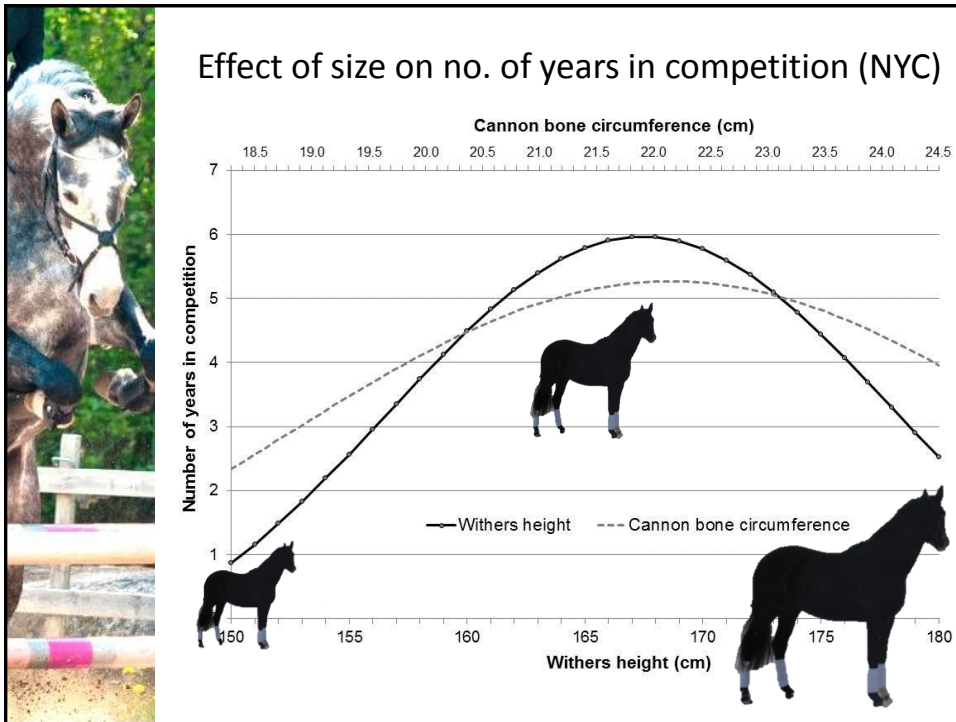 Effect of size on no. of years in competition (NYC)
Cannon bone circumference (cm)
18.5 19.0 19.5 20.0 20.5 21.0 21.5 22.0 22.5 23.0 23.5 24.0 24.5
7
6
5
4
3
2
1
Number of years in competition
Withers height
Cannon bone circumference
150 155 160 165 170 175 180
Withers height (cm)